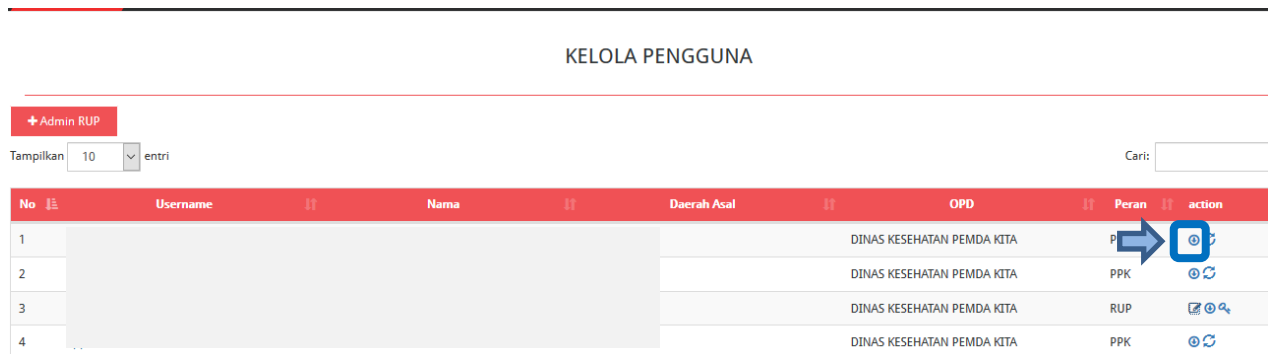 KELOLA PENGGUNA
+ Admin RUP
Tampilkan 10 entri
Cari:
No Username Nama Daerah Asal OPD Peran action
1 DINAS KESEHATAN PEMDA KITA
2 DINAS KESEHATAN PEMDA KITA PPK
3 DINAS KESEHATAN PEMDA KITA RUP
4 DINAS KESEHATAN PEMDA KITA PPK